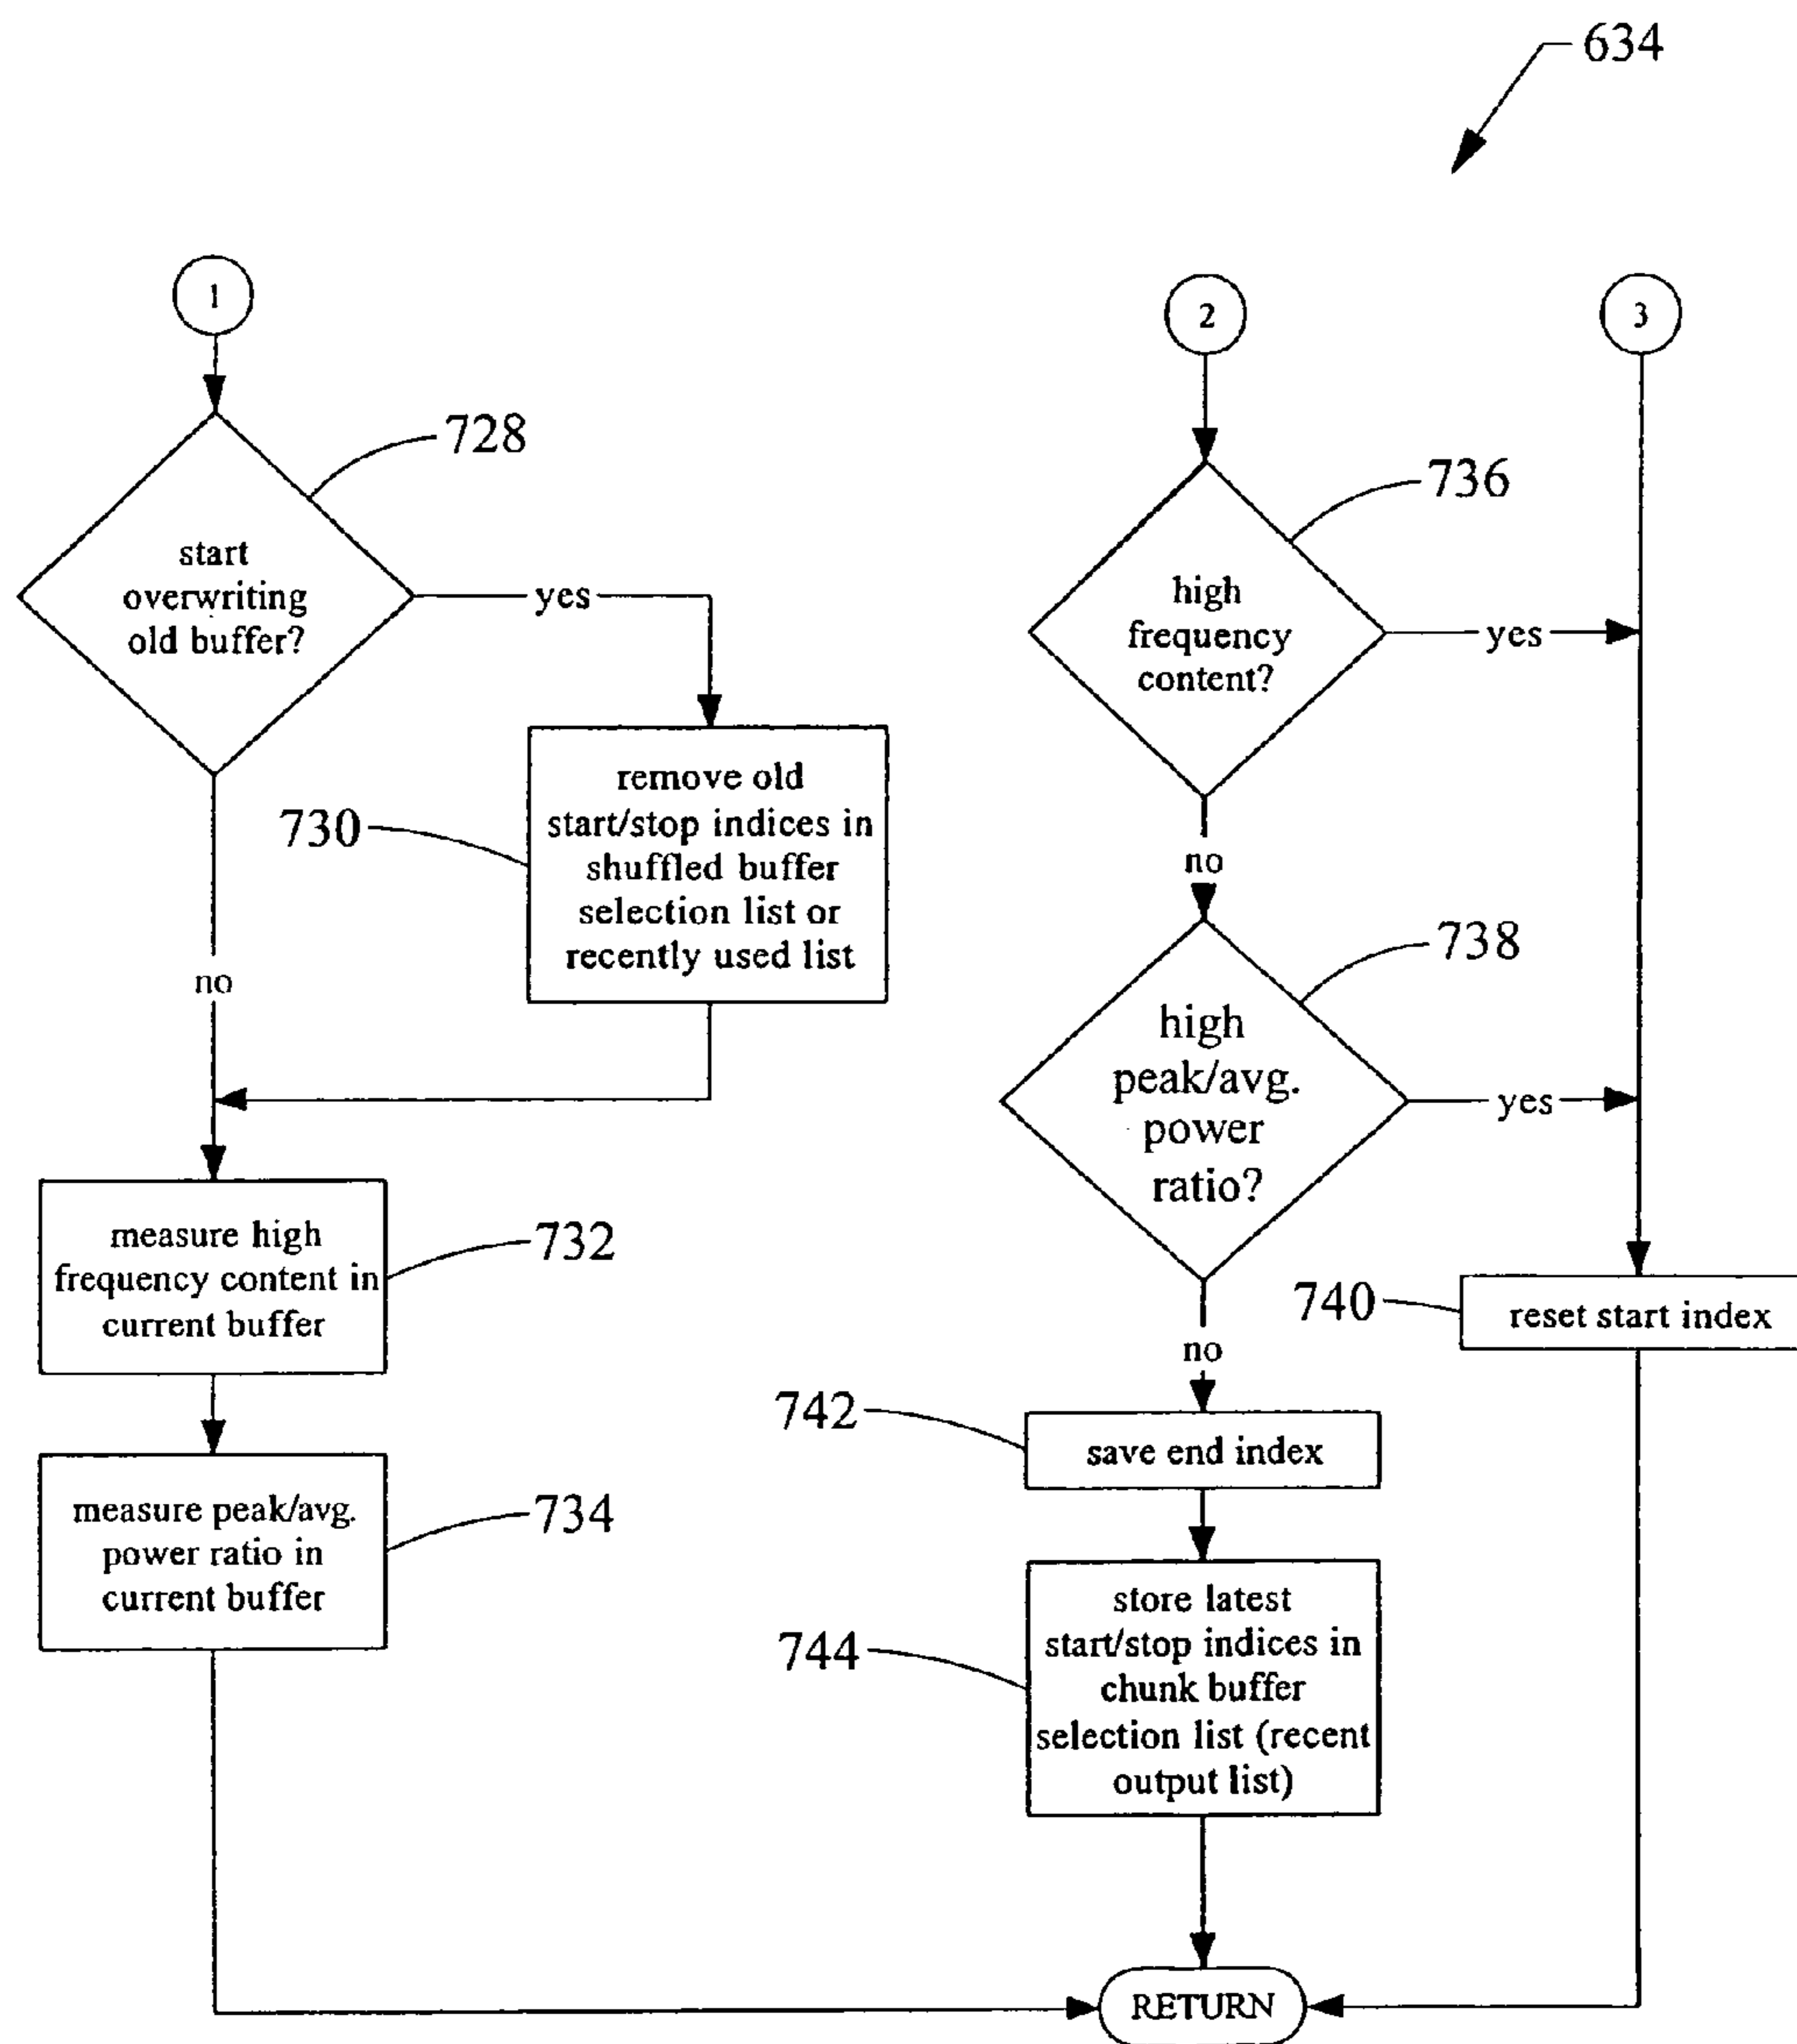 634
1
728
start
overwriting
old buffer?
yes
730
remove old
start/stop indices in
shuffled buffer
selection list or
recently used list
no
732
measure high
frequency content in
current buffer
734
measure peak/avg.
power ratio in
current buffer
2
736
high
frequency
content?
yes
no
738
high
peak/avg.
power
ratio?
yes
no
742
save end index
744
store latest
start/stop indices in
chunk buffer
selection list (recent
output list)
3
740
reset start index
RETURN